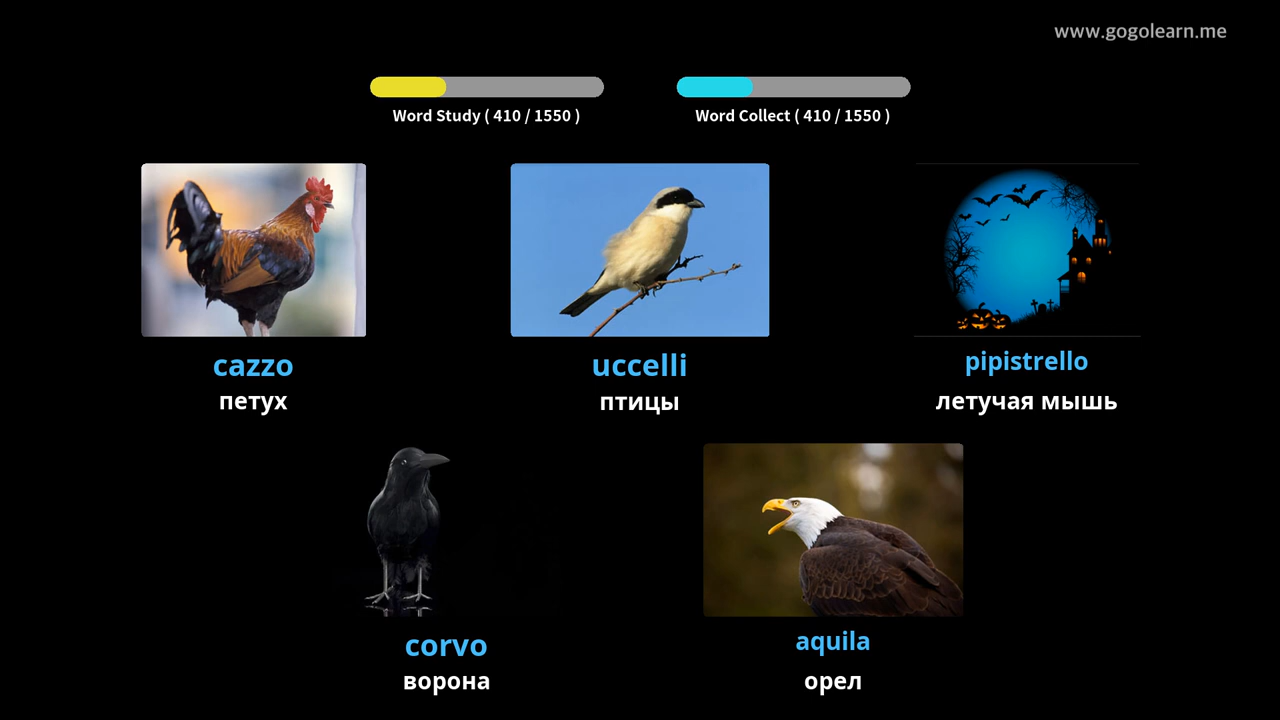 www.gogolearn.me
Word Study ( 410 / 1550 )
Word Collect ( 410 / 1550 )
cazzo
петух
uccelli
птицы
pipistrello
летучая мышь
corvo
ворона
aquila
орел